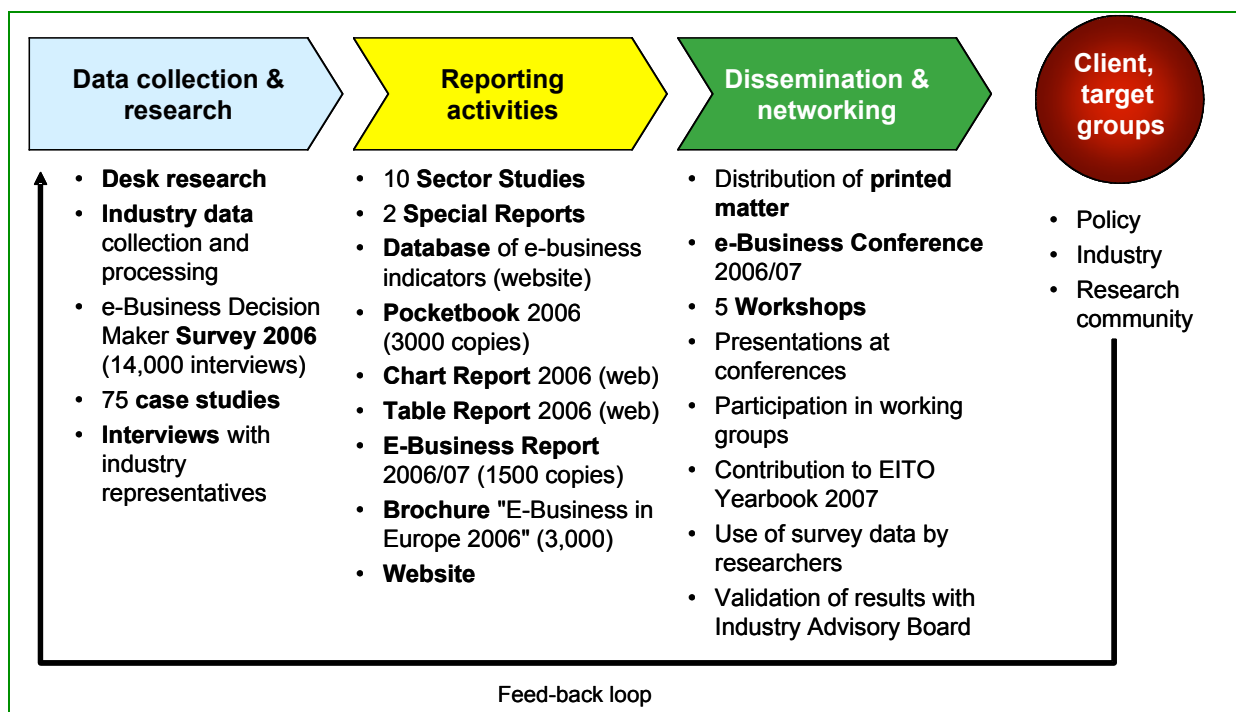 Data collection &
research
Reporting
activities
Dissemination &
networking
Client,
target
groups
• Desk research
• Industry data
collection and
processing
• e-Business Decision
Maker Survey 2006
(14,000 interviews)
• 75 case studies
• Interviews with
industry
representatives
• 10 Sector Studies
• 2 Special Reports
• Database of e-business
indicators (website)
• Pocketbook 2006
(3000 copies)
• Chart Report 2006 (web)
• Table Report 2006 (web)
• E-Business Report
2006/07 (1500 copies)
• Brochure "E-Business in
Europe 2006" (3,000)
• Website
• Distribution of printed
matter
• e-Business Conference
2006/07
• 5 Workshops
• Presentations at
conferences
• Participation in working
groups
• Contribution to EITO
Yearbook 2007
• Use of survey data by
researchers
• Validation of results with
Industry Advisory Board
• Policy
• Industry
• Research
community
Feed-back loop